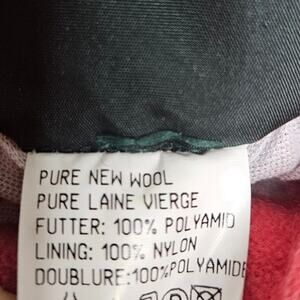 PURE NEW WOOL
PURE LAINE VIERGE
FUTTER: 100% POLYAMID
LINING: 100% NYLON
DOUBLURE:100%POLYAMIDE